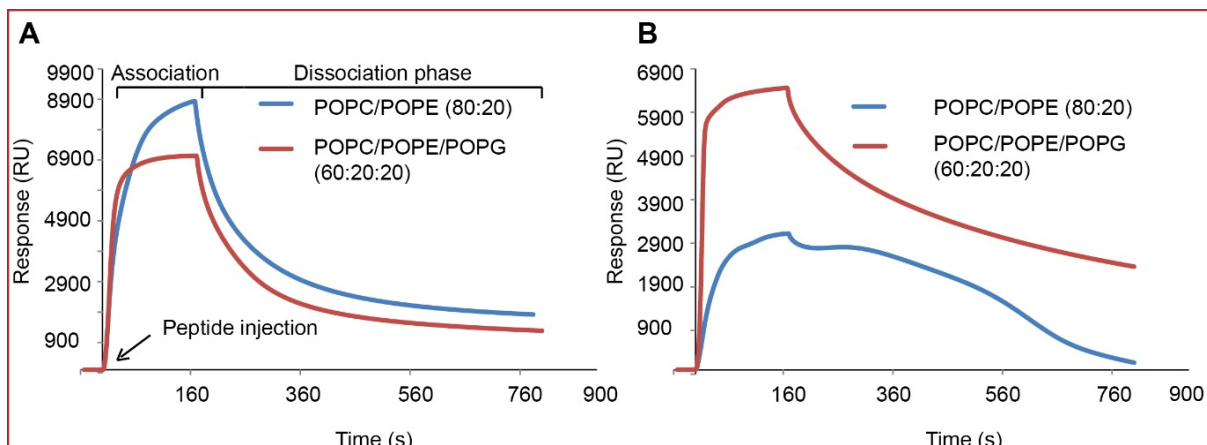 A
9900
8900
6900
4900
2900
900
Response (RU)
Association
Dissociation phase
POPC/POPE (80:20)
POPC/POPE/POPG
(60:20:20)
Peptide injection
160
360
560
760
900
Time (s)
B
6900
5900
4900
3900
2900
1900
900
Response (RU)
POPC/POPE (80:20)
POPC/POPE/POPG
(60:20:20)
160
360
560
760
900
Time (s)